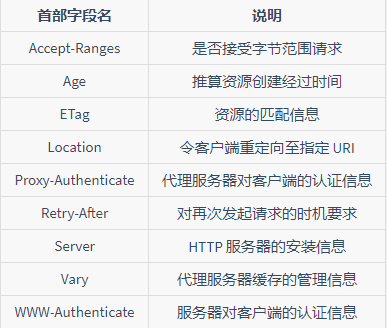 首部字段名 说明
Accept-Ranges 是否接受字节范围请求
Age 推算资源创建经过时间
ETag 资源的匹配信息
Location 令客户端重定向至指定 URI
Proxy-Authenticate 代理服务器对客户端的认证信息
Retry-After 对再次发起请求的时机要求
Server HTTP 服务器的安装信息
Vary 代理服务器缓存的管理信息
WWW-Authenticate 服务器对客户端的认证信息